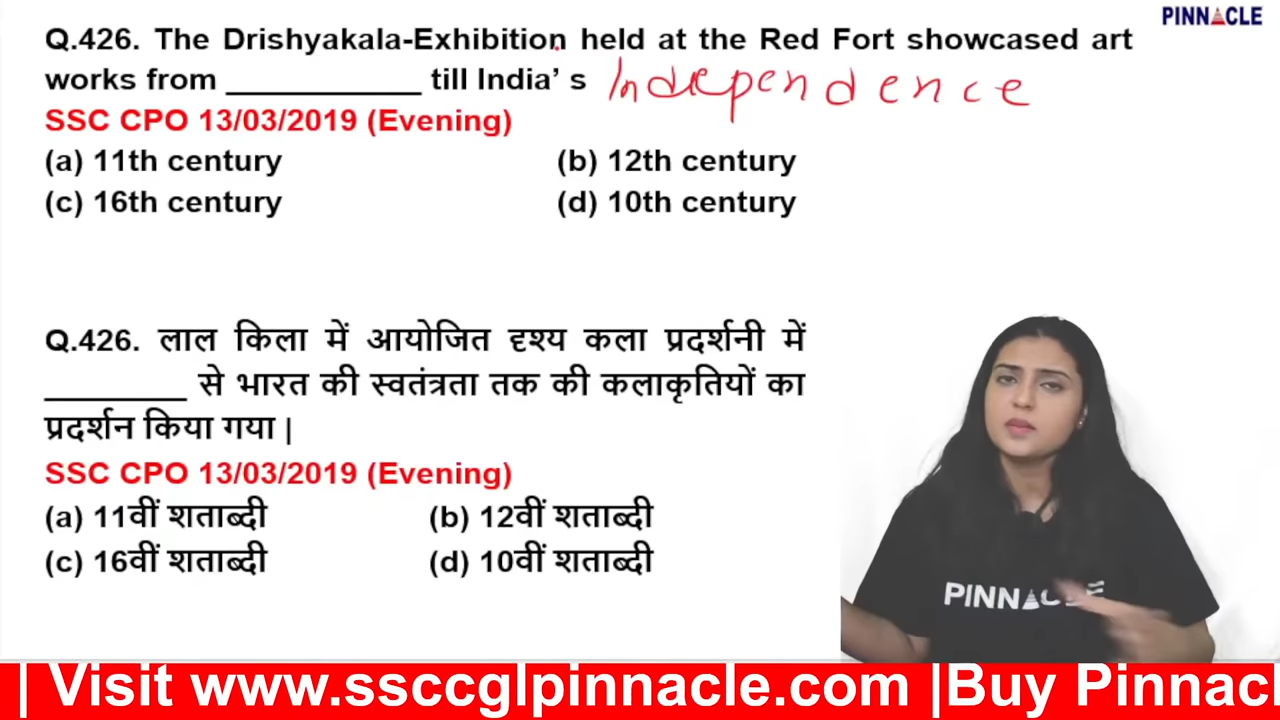 PINNACLE
Q.426. The Drishyakala-Exhibition held at the Red Fort showcased art
works from ___________ till India’ s Independence
SSC CPO 13/03/2019 (Evening)
(a) 11th century (b) 12th century
(c) 16th century (d) 10th century
Q.426. लाल किला में आयोजित दृश्य कला प्रदर्शनी में
________ से भारत की स्वतंत्रता तक की कलाकृतियों का
प्रदर्शन किया गया |
SSC CPO 13/03/2019 (Evening)
(a) 11वीं शताब्दी (b) 12वीं शताब्दी
(c) 16वीं शताब्दी (d) 10वीं शताब्दी
PINNACLE
| Visit www.ssccglpinnacle.com |Buy Pinnacl